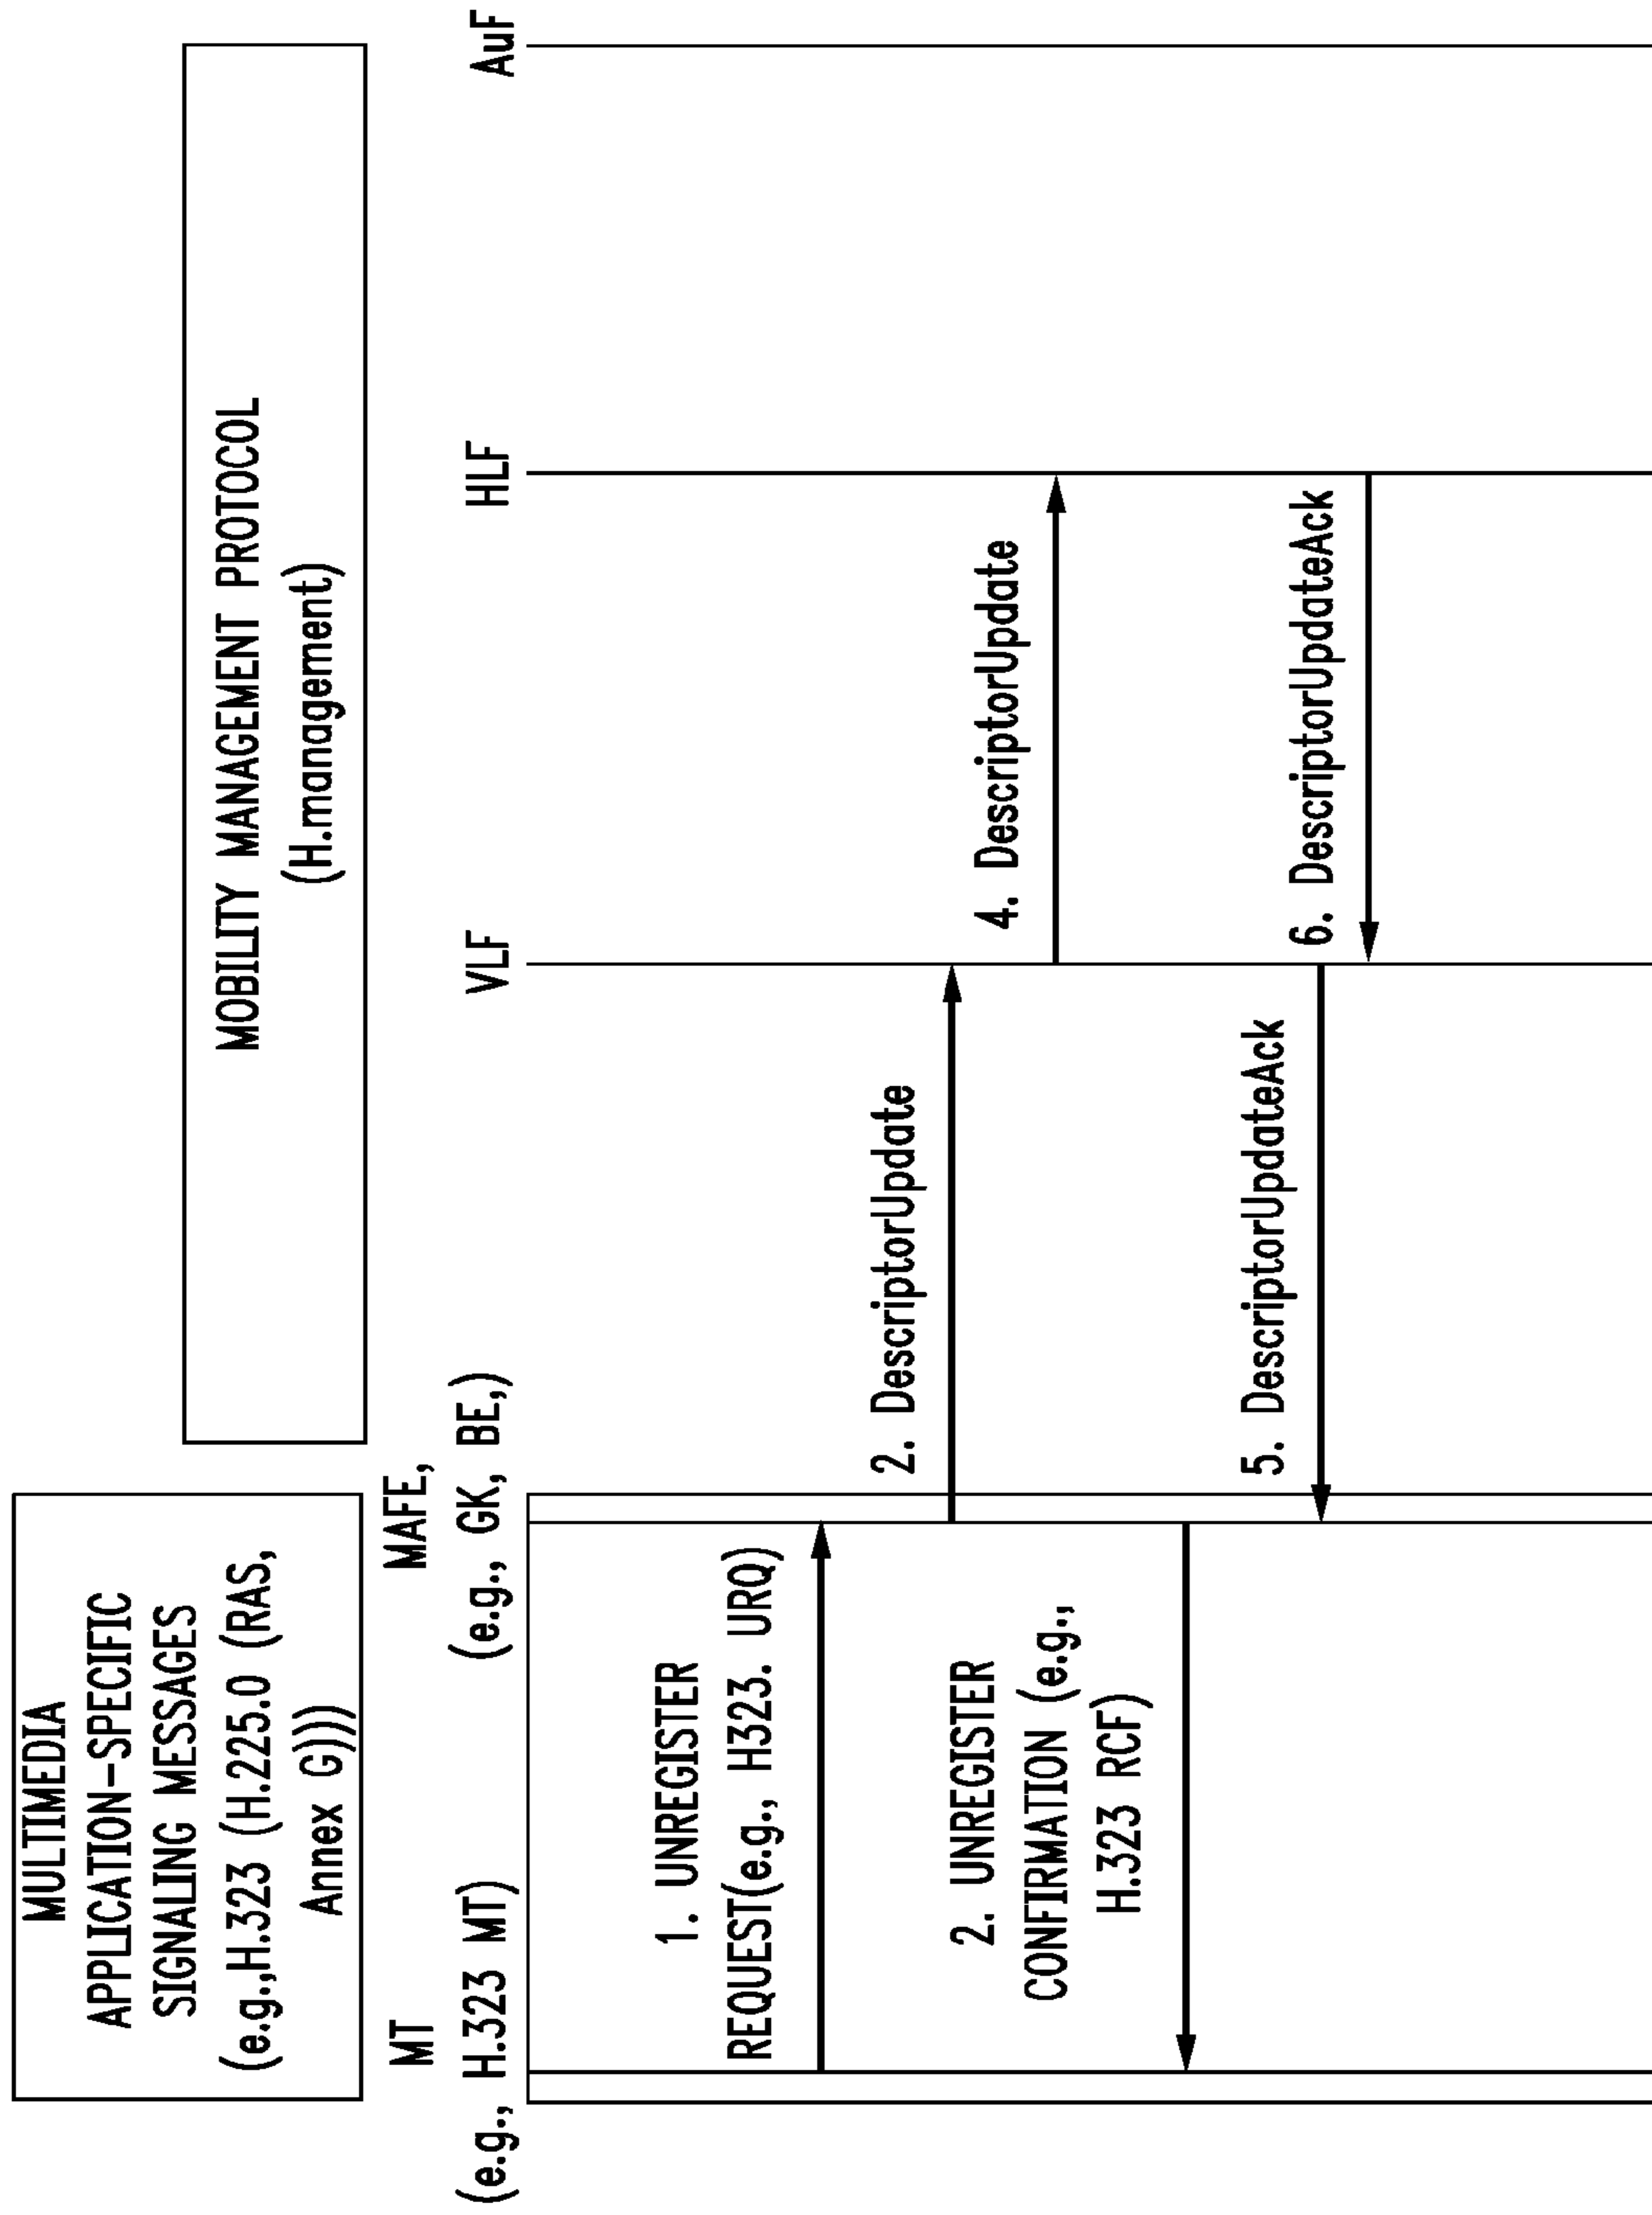 MULTIMEDIA
APPLICATION-SPECIFIC
SIGNALING MESSAGES
(e.g.,H.323 (H.225.0 (RAS,
Annex G)))
MOBILITY MANAGEMENT PROTOCOL
(H.management)
MT
(e.g., H.323 MT)
MAFE,
(e.g., GK, BE,)
VLF
HLF
AuF
1. UNREGISTER
REQUEST(e.g., H323. URQ)
2. DescriptorUpdate
2. UNREGISTER
CONFIRMATION (e.g.,
H.323 RCF)
4. DescriptorUpdate
5. DescriptorUpdateAck
6. DescriptorUpdateAck